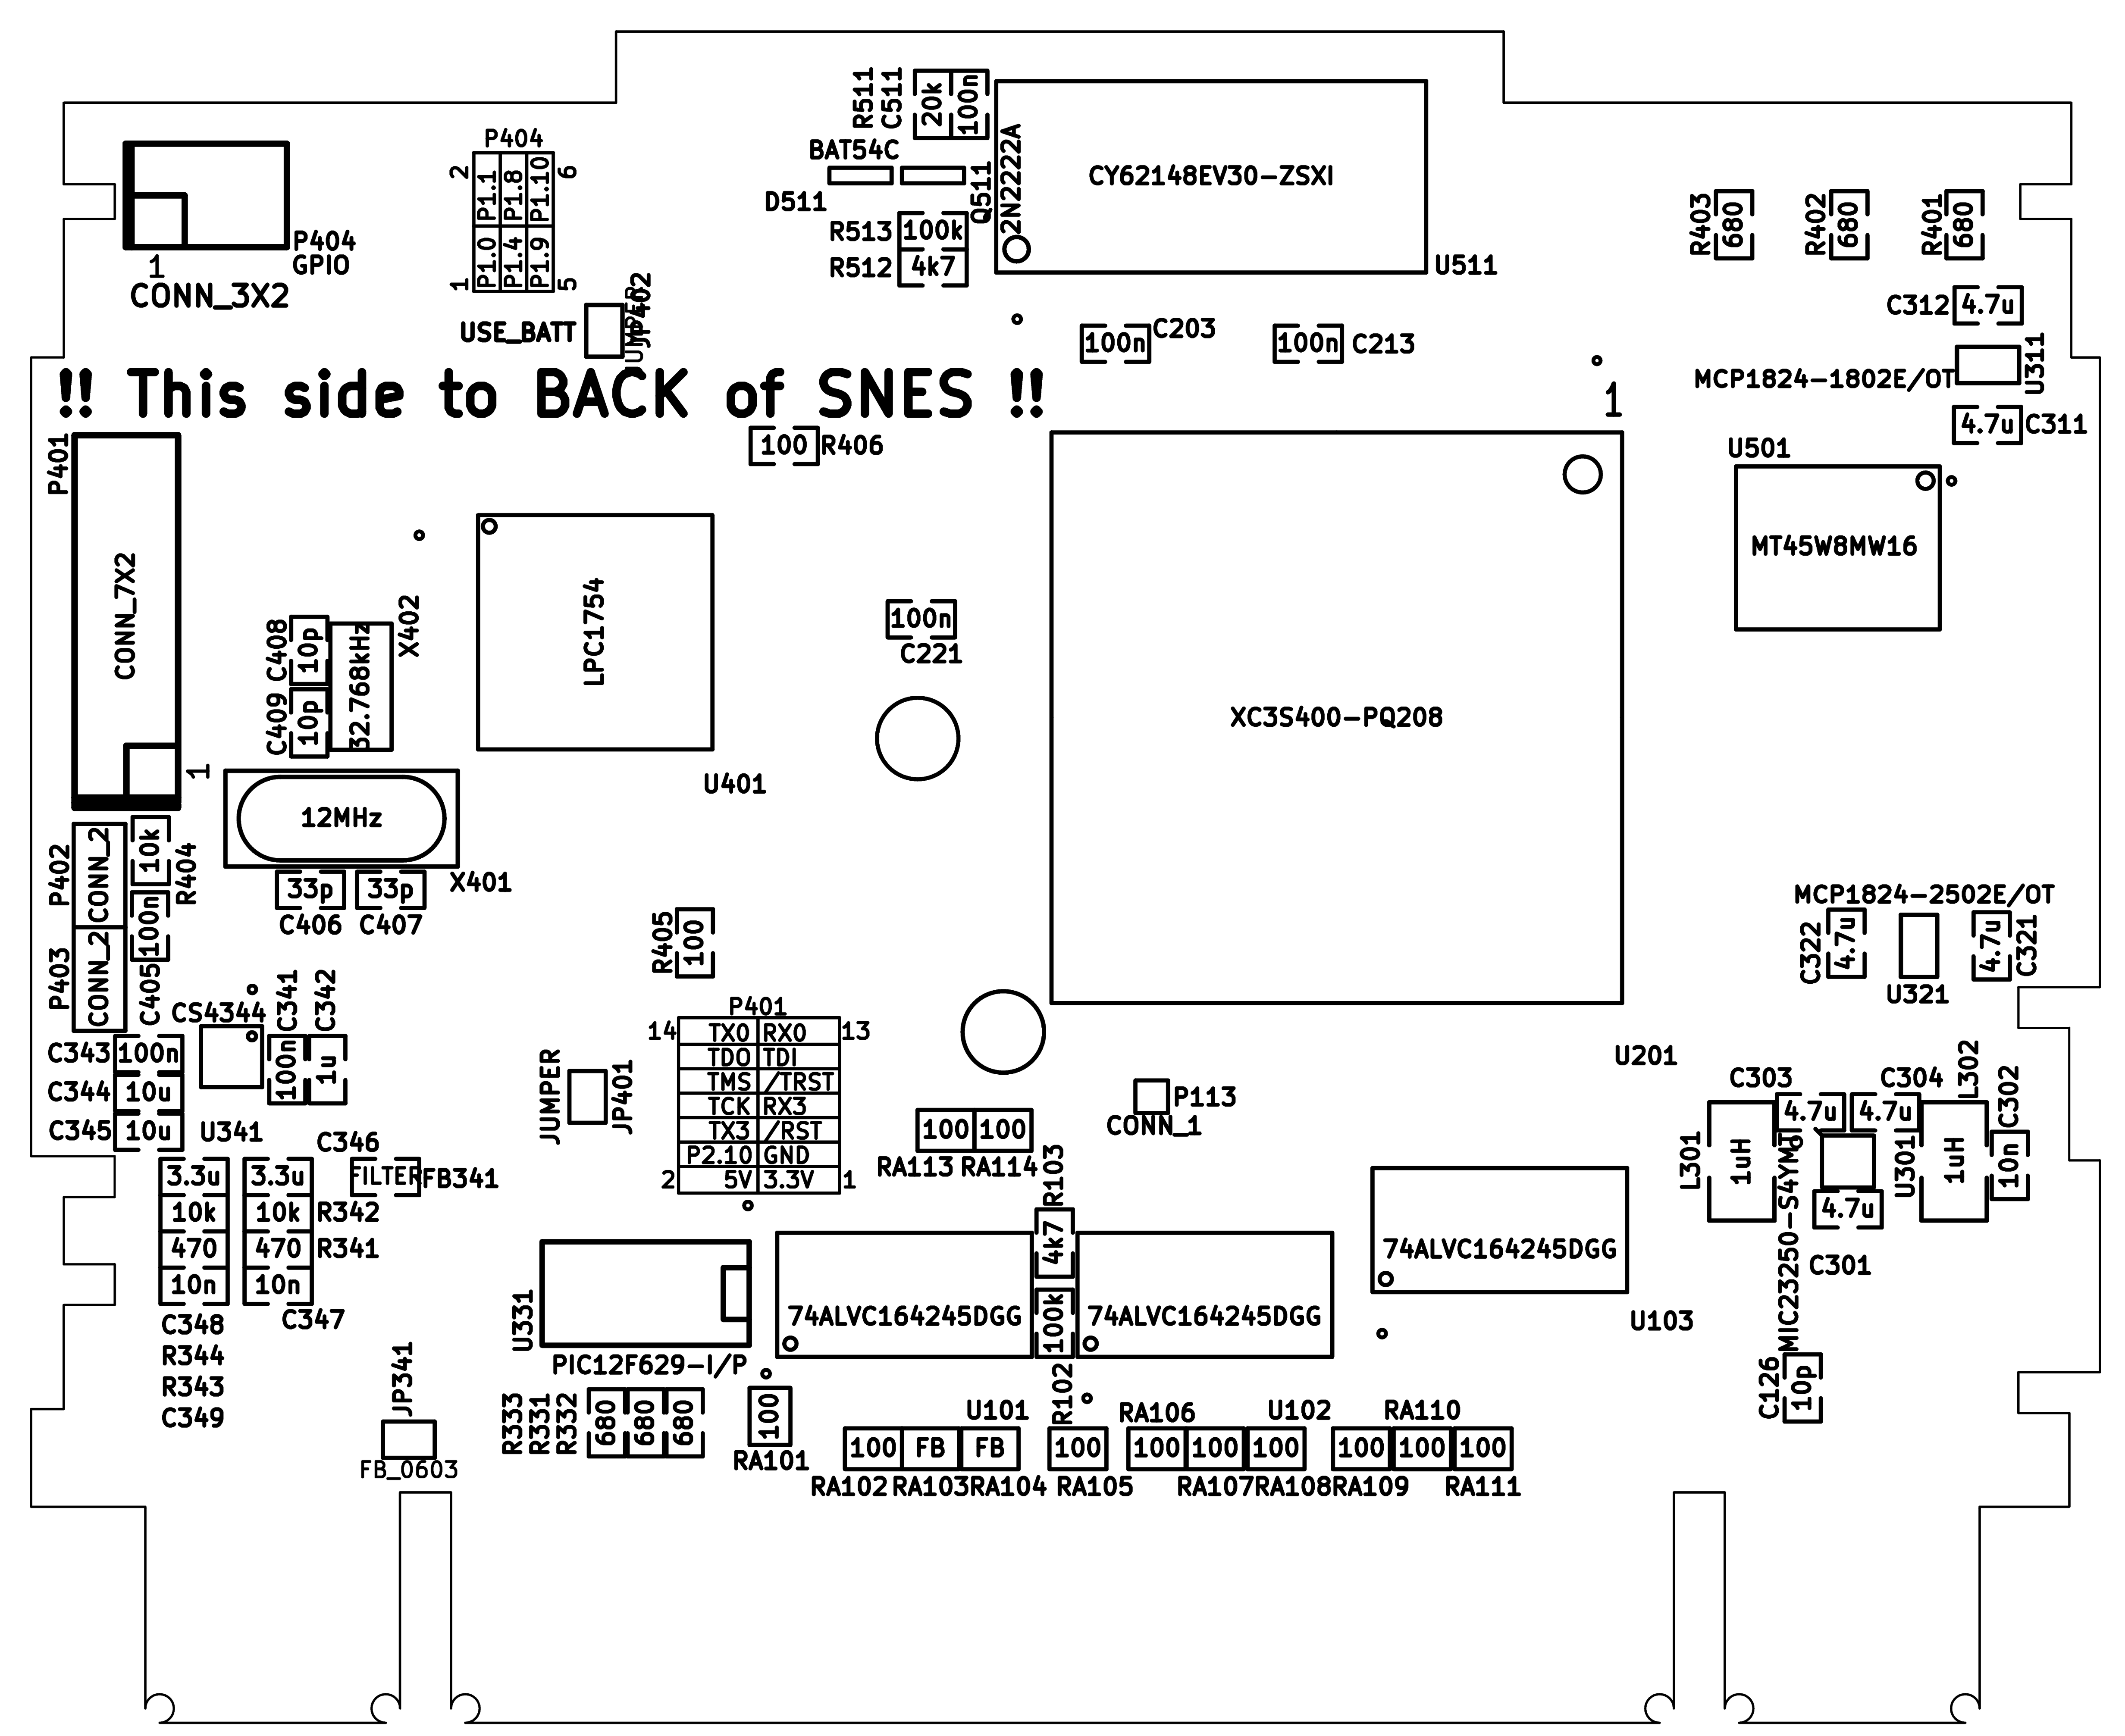 R511
C511
20k
100n
BAT54C
D511
Q511
2N2222A
CY62148EV30-ZSXI
U511
R513
100k
R512
4k7
P404
2
6
P1.1
P1.8
P1.10
P1.0
P1.4
P1.9
1
5
P404
GPIO
1
CONN_3X2
USE_BATT
JUMPER
JP402
R403
680
R402
680
R401
680
C312
4.7u
U311
MCP1824-1802E/OT
4.7u
C311
100n
C203
100n
C213
!! This side to BACK of SNES !!
1
P401
CONN_7X2
1
100
R406
U501
MT45W8MW16
LPC1754
U401
X402
32.768kHz
C408
10p
C409
10p
100n
C221
XC3S400-PQ208
U201
12MHz
X401
33p
33p
C406
C407
P402
CONN_2
10k
R404
P403
CONN_2
100n
C405
R405
100
MCP1824-2502E/OT
C322
4.7u
U321
4.7u
C321
CS4344
C341
C342
100n
1u
C343
100n
C344
10u
C345
10u
U341
C346
P401
14
TX0
RX0
13
TDO
TDI
TMS
/TRST
TCK
RX3
TX3
/RST
P2.10
GND
2
5V
3.3V
1
JUMPER
JP401
P113
CONN_1
100
100
RA113
RA114
R103
4k7
100k
R102
C303
C304
L302
C302
4.7u
4.7u
L301
1uH
MIC23250-S4YMT
U301
1uH
10n
4.7u
C301
3.3u
3.3u
FILTER
FB341
10k
10k
R342
470
470
R341
10n
10n
C348
C347
R344
R343
C349
JP341
FB_0603
U331
PIC12F629-I/P
74ALVC164245DGG
74ALVC164245DGG
74ALVC164245DGG
U103
C126
10p
R333
R331
R332
680
680
680
100
RA101
U101
RA106
U102
RA110
100
FB
FB
100
100
100
100
100
100
100
RA102
RA103
RA104
RA105
RA107
RA108
RA109
RA111